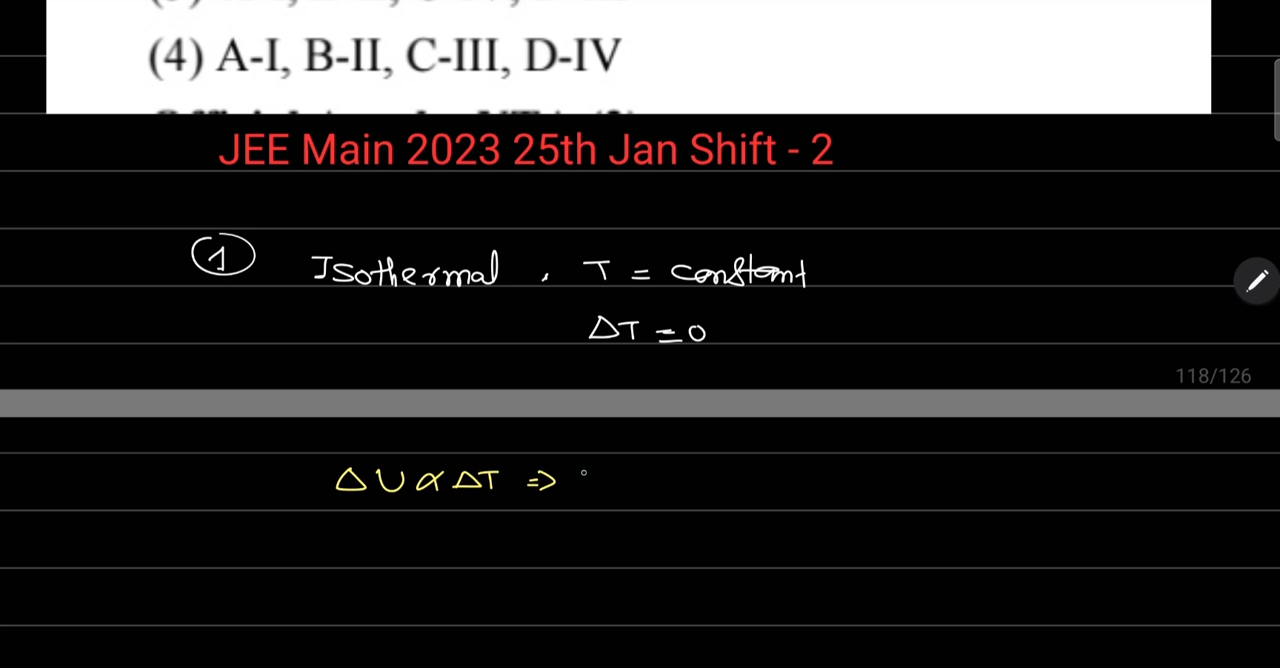 (4) A-I, B-II, C-III, D-IV
JEE Main 2023 25th Jan Shift - 2
1 Isothermal , T = constant
ΔT = 0
118/126
ΔU ∝ ΔT =>